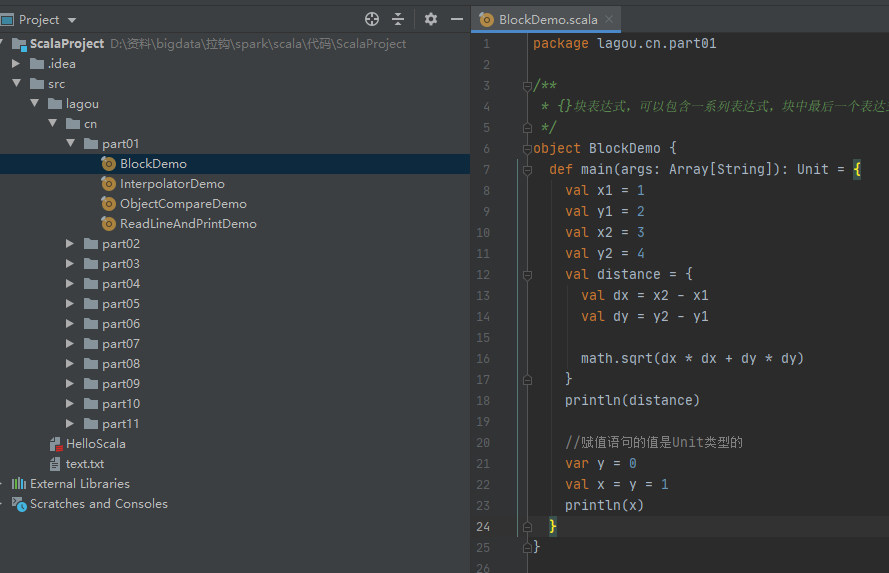 Project
ScalaProject D:\资料\bigdata\拉钩\spark\scala\代码\ScalaProject
.idea
src
lagou
cn
part01
BlockDemo
InterpolatorDemo
ObjectCompareDemo
ReadLineAndPrintDemo
part02
part03
part04
part05
part06
part07
part08
part09
part10
part11
HelloScala
text.txt
External Libraries
Scratches and Consoles
BlockDemo.scala
1 package lagou.cn.part01
2
3 /**
4 * {}块表达式，可以包含一系列表达式，块中最后一个表达
5 */
6 object BlockDemo {
7 def main(args: Array[String]): Unit = {
8 val x1 = 1
9 val y1 = 2
10 val x2 = 3
11 val y2 = 4
12 val distance = {
13 val dx = x2 - x1
14 val dy = y2 - y1
15
16 math.sqrt(dx * dx + dy * dy)
17 }
18 println(distance)
19
20 //赋值语句的值是Unit类型的
21 var y = 0
22 val x = y = 1
23 println(x)
24 }
25 }
26